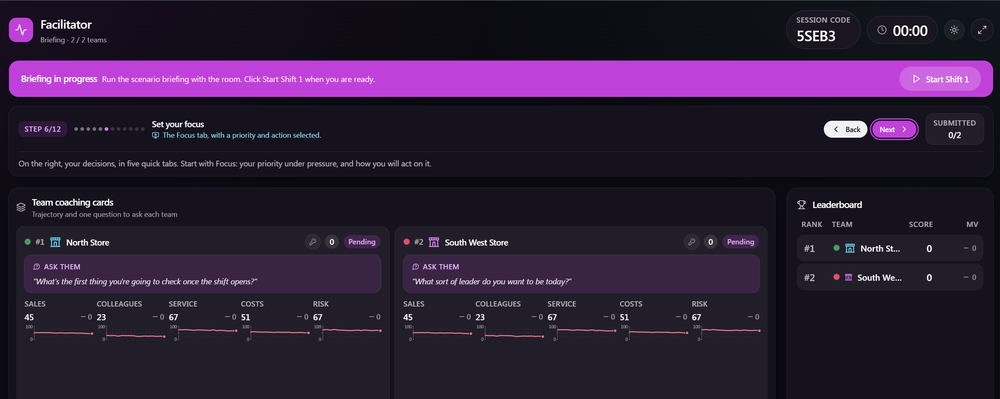 Facilitator
Briefing · 2 / 2 teams
SESSION CODE
5SEB3
00:00
Briefing in progress Run the scenario briefing with the room. Click Start Shift 1 when you are ready.
Start Shift 1
STEP 6/12
Set your focus
The Focus tab, with a priority and action selected.
Back
Next
SUBMITTED
0/2
On the right, your decisions, in five quick tabs. Start with Focus: your priority under pressure, and how you will act on it.
Team coaching cards
Trajectory and one question to ask each team
#1 North Store 0 Pending
ASK THEM
“What's the first thing you're going to check once the shift opens?”
SALES COLLEAGUES SERVICE COSTS RISK
45 — 0 23 — 0 67 — 0 51 — 0 67 — 0
100 100 100 100 100
0 0 0 0 0
#2 South West Store 0 Pending
ASK THEM
“What sort of leader do you want to be today?”
SALES COLLEAGUES SERVICE COSTS RISK
45 — 0 23 — 0 67 — 0 51 — 0 67 — 0
100 100 100 100 100
0 0 0 0 0
Leaderboard
RANK TEAM SCORE MV
#1 North St... 0 — 0
#2 South We... 0 — 0